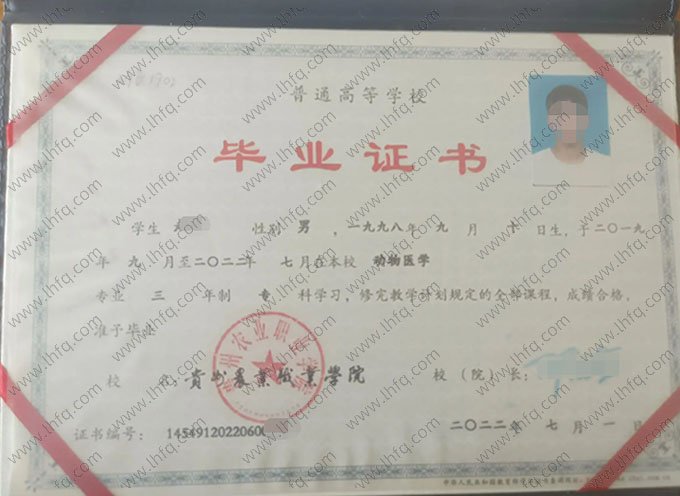 www.lhfq.com
普通高等学校
毕业证书
学生 性别 男 ，一九九八年 九 月 十 日生，于二〇一九
年 九 月至二〇二二年 七月在本校 动物医学
专业 三 年制 专 科学习，修完教学计划规定的全部课程，成绩合格，
准予毕业
校 名：贵州农业职业学院 校（院）长：
证书编号： 14549120220600 二〇二二年 七月 一日